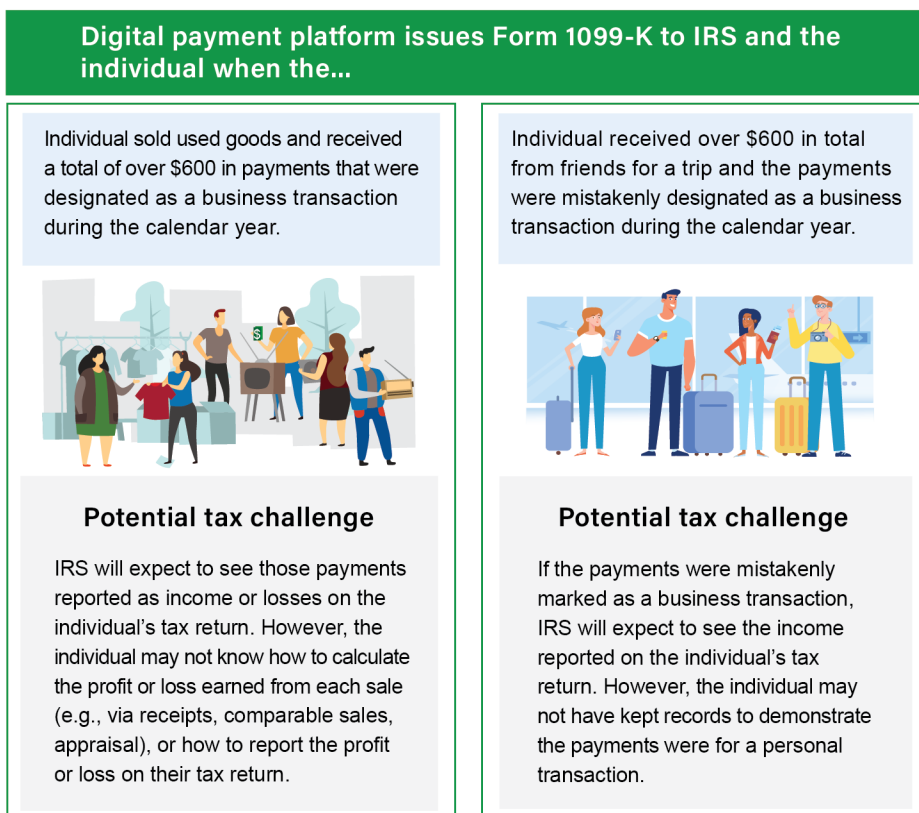 Digital payment platform issues Form 1099-K to IRS and the
individual when the...
Individual sold used goods and received
a total of over $600 in payments that were
designated as a business transaction
during the calendar year.
$
Potential tax challenge
IRS will expect to see those payments
reported as income or losses on the
individual’s tax return. However, the
individual may not know how to calculate
the profit or loss earned from each sale
(e.g., via receipts, comparable sales,
appraisal), or how to report the profit
or loss on their tax return.
Individual received over $600 in total
from friends for a trip and the payments
were mistakenly designated as a business
transaction during the calendar year.
Potential tax challenge
If the payments were mistakenly
marked as a business transaction,
IRS will expect to see the income
reported on the individual’s tax
return. However, the individual may
not have kept records to demonstrate
the payments were for a personal
transaction.